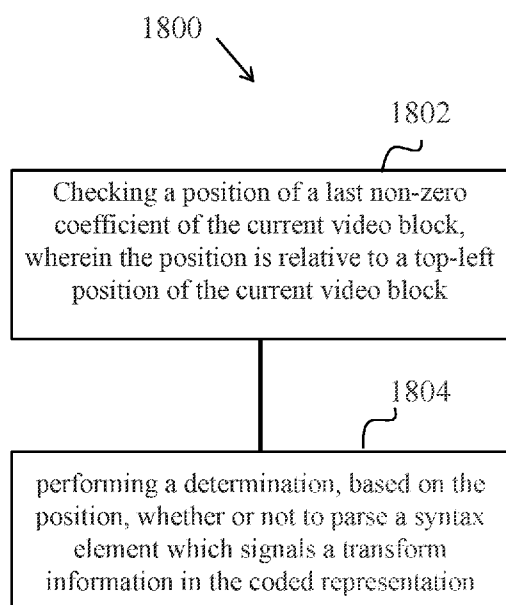 1800
1802
Checking a position of a last non-zero
coefficient of the current video block,
wherein the position is relative to a top-left
position of the current video block
1804
performing a determination, based on the
position, whether or not to parse a syntax
element which signals a transform
information in the coded representation